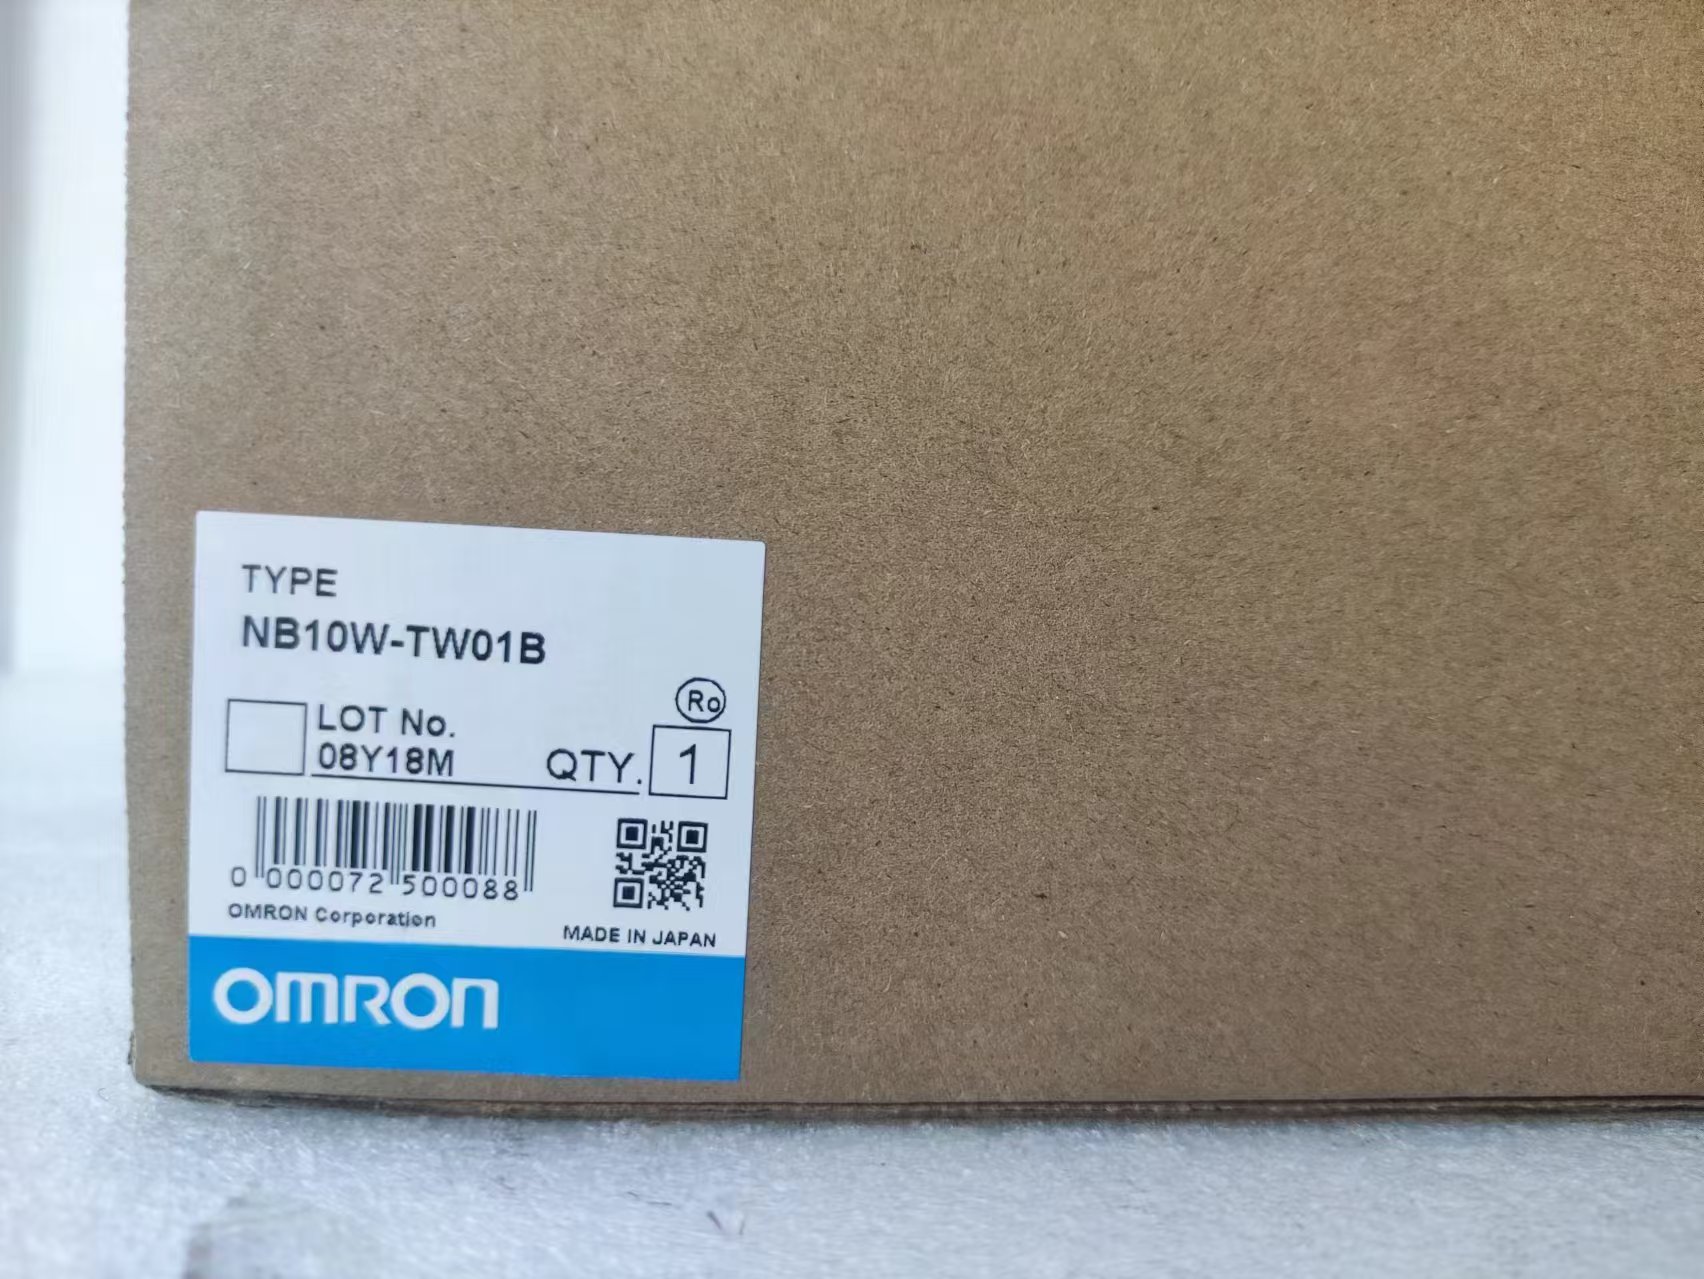 TYPE
NB10W-TW01B
Ro
LOT No.
08Y18M
QTY. 1
0 000072 500088
OMRON Corporation
MADE IN JAPAN
OMRON